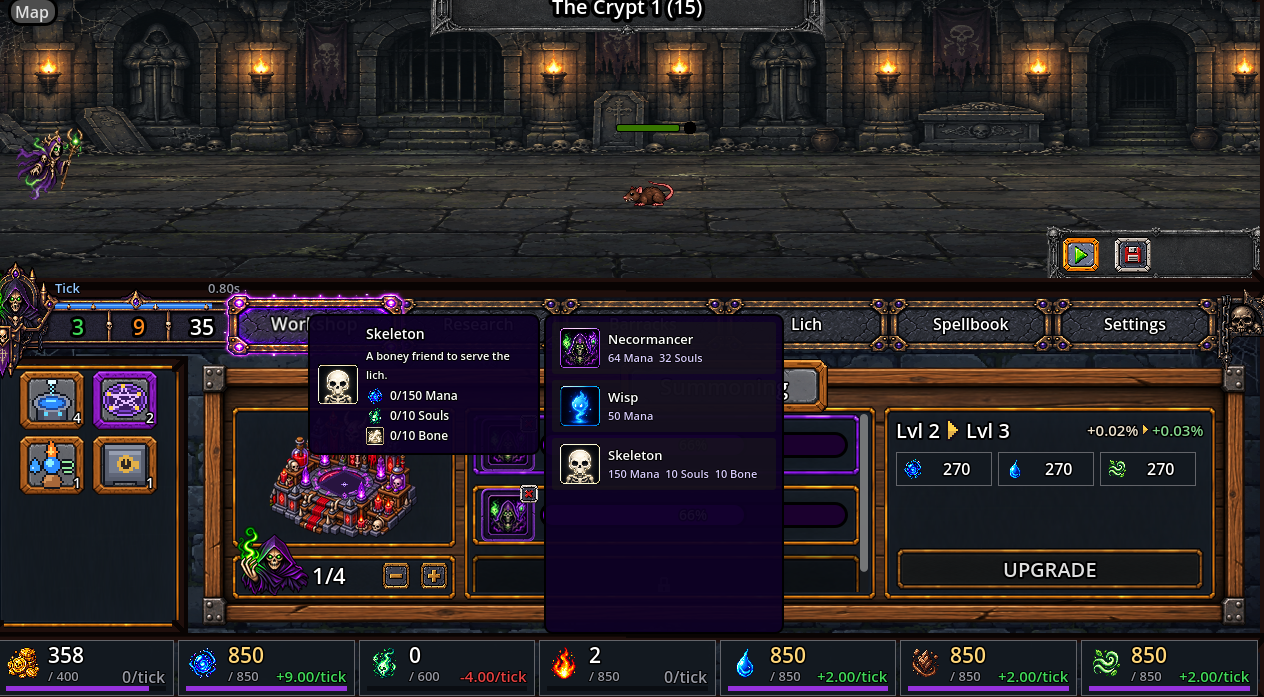 Map
The Crypt 1 (15)
Tick
0.80s
3
9
35
Workshop
Research
Lich
Spellbook
Settings
Skeleton
A boney friend to serve the
lich.
0/150 Mana
0/10 Souls
0/10 Bone
Necormancer
64 Mana 32 Souls
Wisp
50 Mana
Skeleton
150 Mana 10 Souls 10 Bone
4
2
1
1
66%
1/4
Lvl 2 Lvl 3
+0.02% +0.03%
270
270
270
UPGRADE
358
/ 400
0/tick
850
/ 850
+9.00/tick
0
/ 600
-4.00/tick
2
/ 850
0/tick
850
/ 850
+2.00/tick
850
/ 850
+2.00/tick
850
/ 850
+2.00/tick